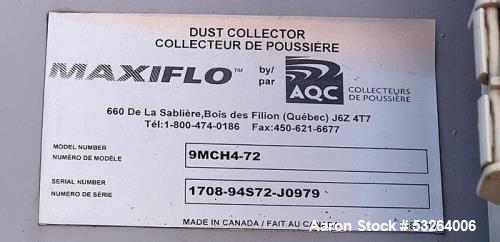 DUST COLLECTOR
COLLECTEUR DE POUSSIÈRE
MAXIFLO™ by/ par AQC COLLECTEURS DE POUSSIÈRE
660 De La Sablière,Bois des Filion (Québec) J6Z 4T7
Tél:1-800-474-0186 Fax:450-621-6677
MODEL NUMBER
NUMÉRO DE MODÈLE 9MCH4-72
SERIAL NUMBER
NUMÉRO DE SÉRIE 1708-94S72-J0979
MADE IN CANADA / FAIT AU CANADA
Aaron Stock # 53264006